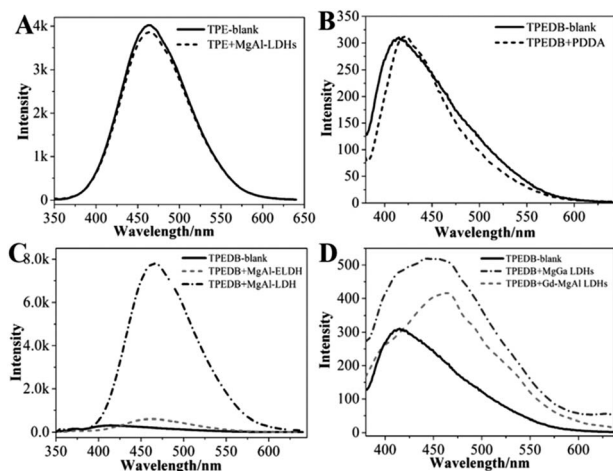 A
TPE-blank
TPE+MgAl-LDHs
4k
3k
2k
1k
0
Intensity
350 400 450 500 550 600 650
Wavelength/nm
B
TPEDB-blank
TPEDB+PDDA
350
300
250
200
150
100
50
0
Intensity
400 450 500 550 600
Wavelength/nm
C
TPEDB-blank
TPEDB+MgAl-ELDH
TPEDB+MgAl-LDH
8.0k
6.0k
4.0k
2.0k
0.0
Intensity
350 400 450 500 550 600
Wavelength/nm
D
TPEDB-blank
TPEDB+MgGa LDHs
TPEDB+Gd-MgAl LDHs
500
400
300
200
100
0
Intensity
400 450 500 550 600
Wavelength/nm